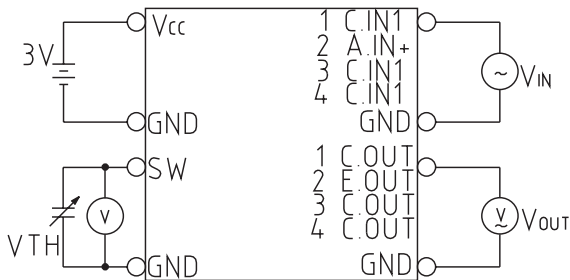 3V
Vcc
GND
SW
V
VTH
GND
1 C.IN1
2 A.IN+
3 C.IN1
4 C.IN1
GND
~
VIN
1 C.OUT
2 E.OUT
3 C.OUT
4 C.OUT
GND
V
~
VOUT